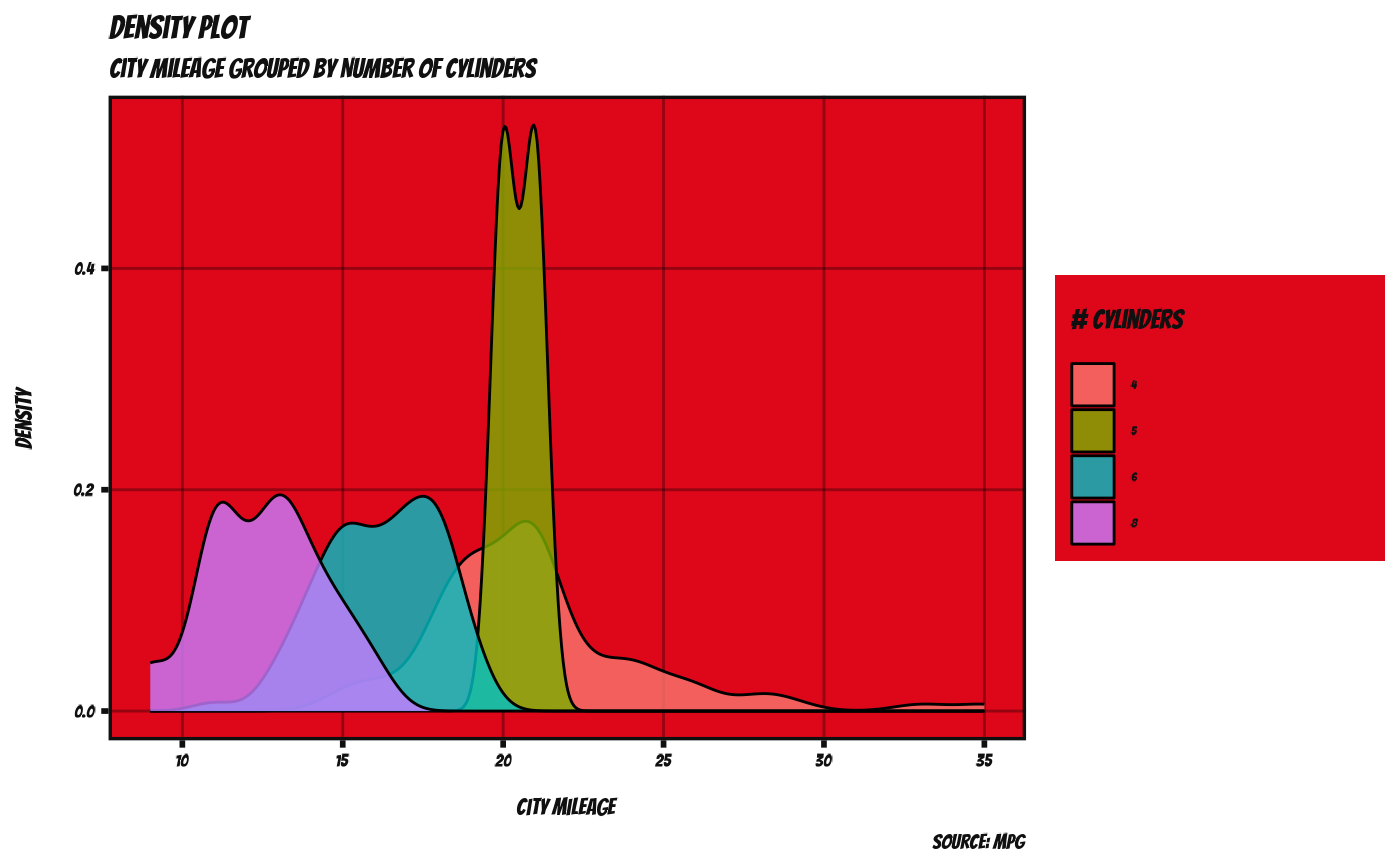 DENSITY PLOT
CITY MILEAGE GROUPED BY NUMBER OF CYLINDERS
DENSITY
0.4
0.2
0.0
10 15 20 25 30 35
CITY MILEAGE
SOURCE: MPG
# CYLINDERS
4
5
6
8